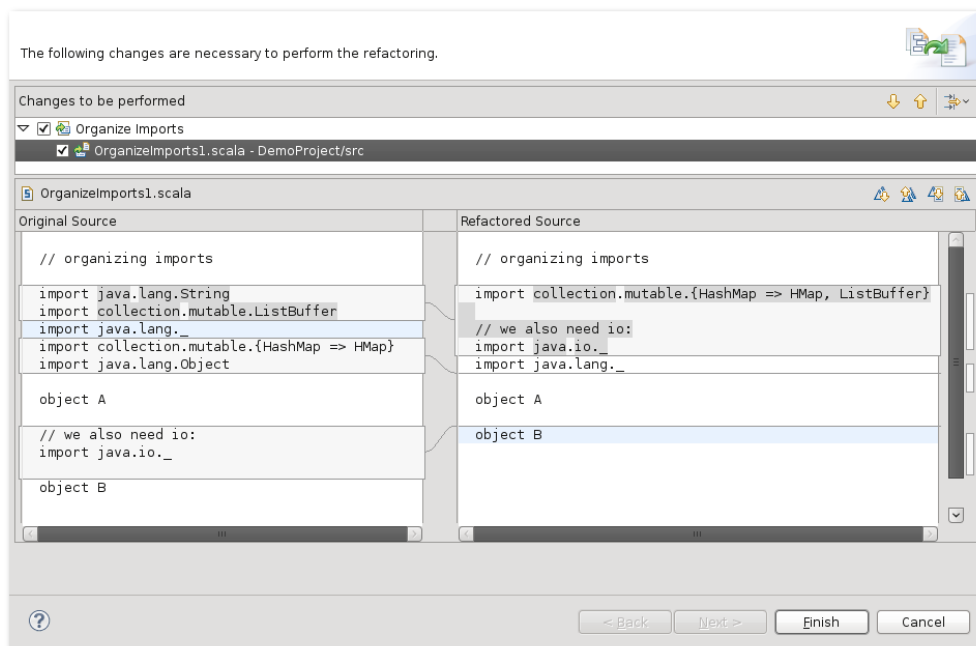 The following changes are necessary to perform the refactoring.
Changes to be performed
Organize Imports
OrganizeImports1.scala - DemoProject/src
OrganizeImports1.scala
Original Source
// organizing imports
import java.lang.String
import collection.mutable.ListBuffer
import java.lang._
import collection.mutable.{HashMap => HMap}
import java.lang.Object
object A
// we also need io:
import java.io._
object B
Refactored Source
// organizing imports
import collection.mutable.{HashMap => HMap, ListBuffer}
// we also need io:
import java.io._
import java.lang._
object A
object B
< Back
Next >
Finish
Cancel